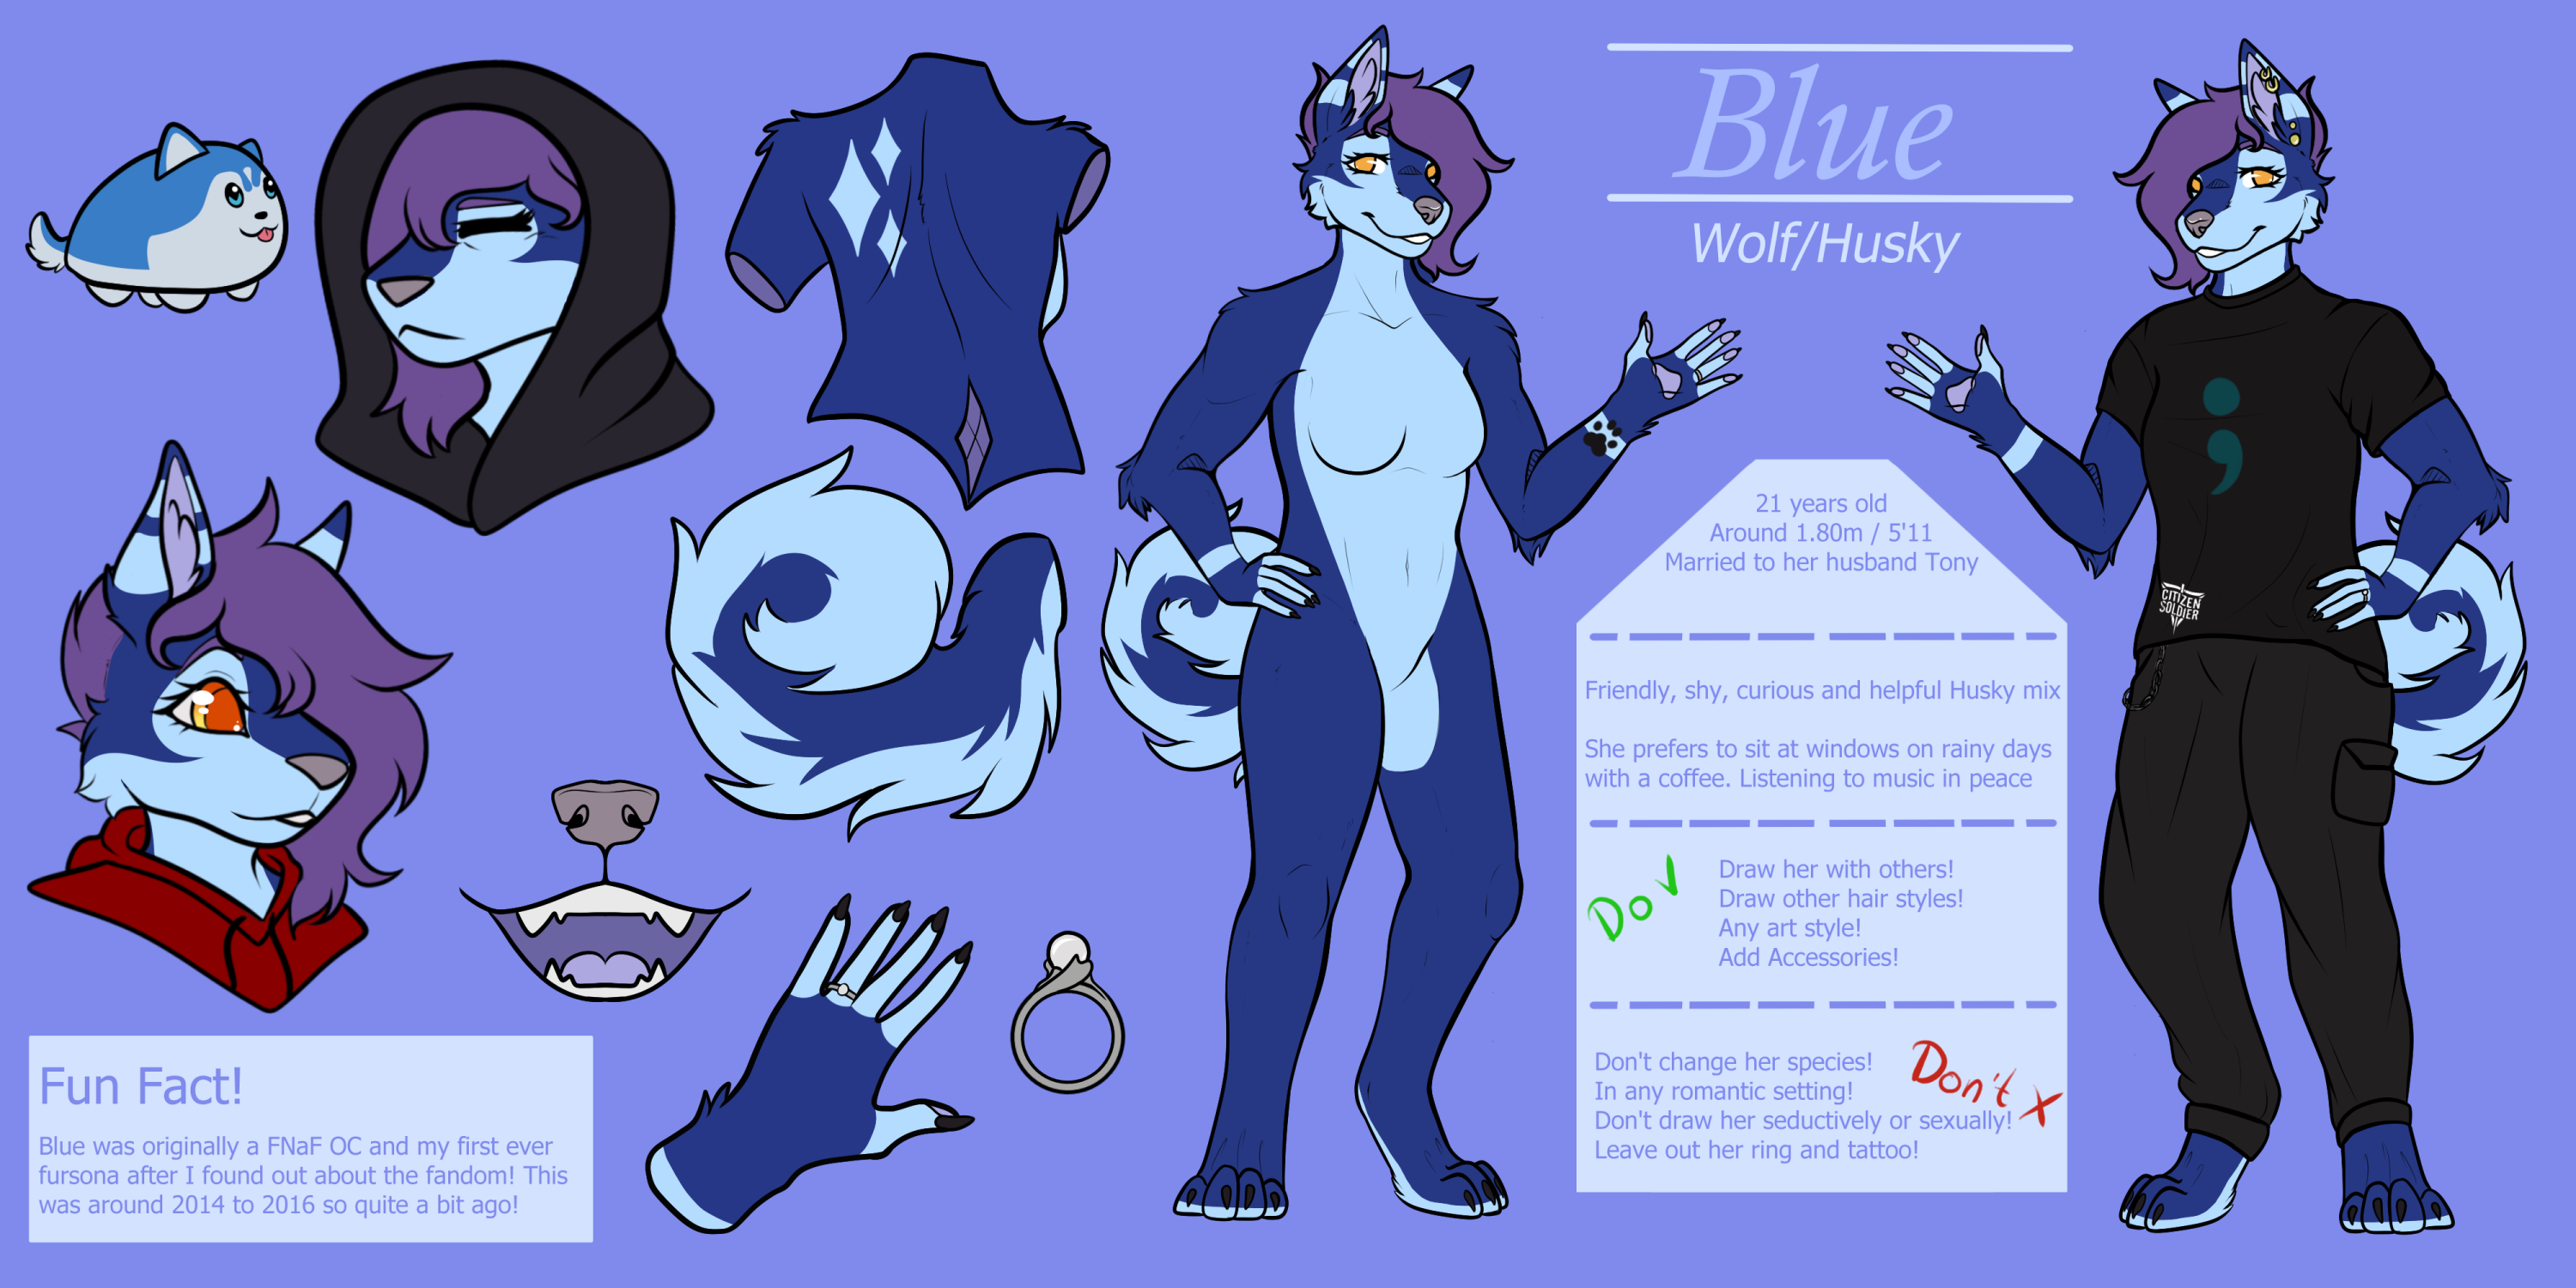 Blue
Wolf/Husky
21 years old
Around 1.80m / 5'11
Married to her husband Tony
Friendly, shy, curious and helpful Husky mix
She prefers to sit at windows on rainy days
with a coffee. Listening to music in peace
Do
Draw her with others!
Draw other hair styles!
Any art style!
Add Accessories!
Don't
Don't change her species!
In any romantic setting!
Don't draw her seductively or sexually!
Leave out her ring and tattoo!
Fun Fact!
Blue was originally a FNaF OC and my first ever
fursona after I found out about the fandom! This
was around 2014 to 2016 so quite a bit ago!
;
CITIZEN
SOLDIER